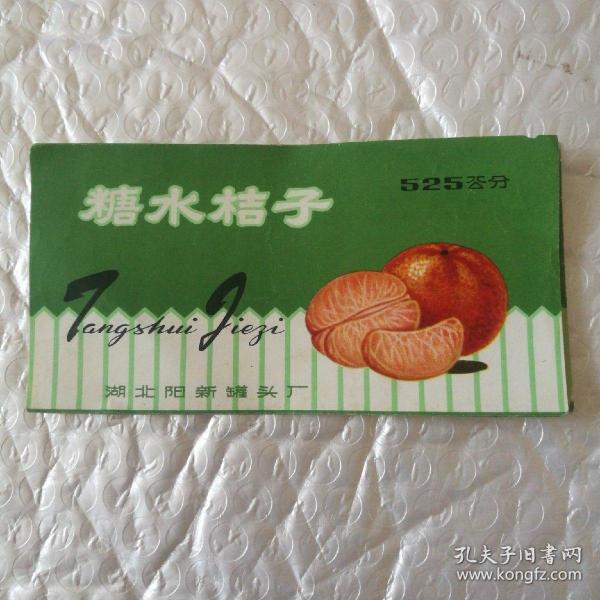 525公分
糖水桔子
Tangshui Jiezi
湖北阳新罐头厂
孔夫子旧书网
www.kongfz.com